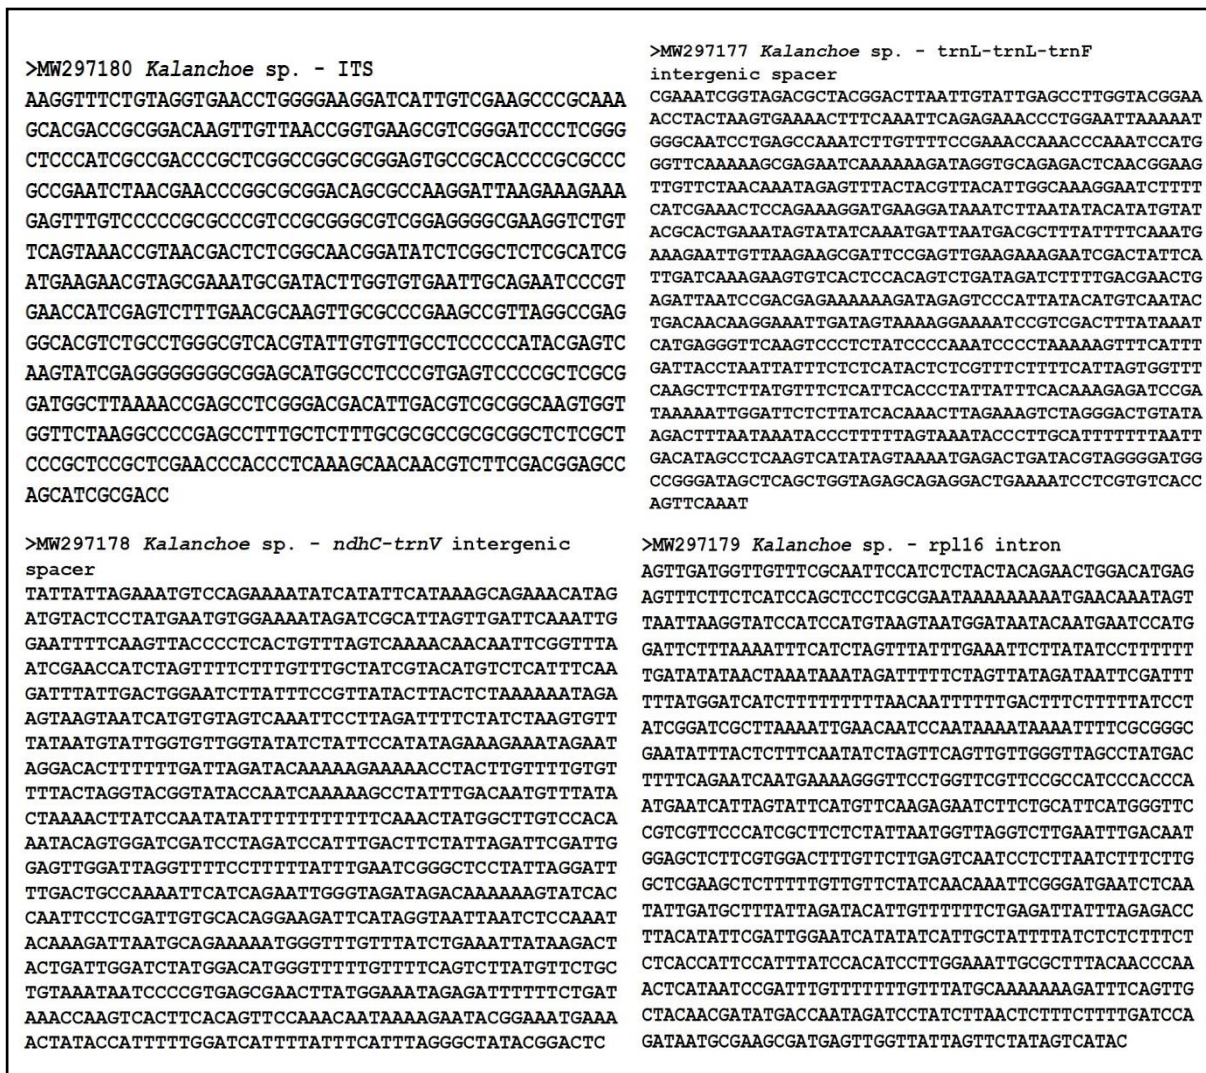 >MW297180 Kalanchoe sp. - ITS
AAGGTTTCTGTAGGTGAACCTGGGGAAGGATCATTGTCGAAGCCCGCAAA
GCACGACCGCGGACAAGTTGTTAACCGGTGAAGCGTCGGGATCCCTCGGG
CTCCCATCGCCGACCCGCTCGGCCGGCGCGGAGTGCCGCACCCCGCGCCC
GCCGAATCTAACGAACCCGGCGCGGACAGCGCCAAGGATTAAGAAAGAAA
GAGTTTGTCCCCCGCGCCCGTCCGCGGGCGTCGGAGGGGCGAAGGTCTGT
TCAGTAAACCGTAACGACTCTCGGCAACGGATATCTCGGCTCTCGCATCG
ATGAAGAACGTAGCGAAATGCGATACTTGGTGTGAATTGCAGAATCCCGT
GAACCATCGAGTCTTTGAACGCAAGTTGCGCCCGAAGCCGTTAGGCCGAG
GGCACGTCTGCCTGGGCGTCACGTATTGTGTTGCCTCCCCCATACGAGTC
AAGTATCGAGGGGGGGGCGGAGCATGGCCTCCCGTGAGTCCCCGCTCGCG
GATGGCTTAAAACCGAGCCTCGGGACGACATTGACGTCGCGGCAAGTGGT
GGTTCTAAGGCCCCGAGCCTTTGCTCTTTGCGCGCCGCGCGGCTCTCGCT
CCCGCTCCGCTCGAACCCACCCTCAAAGCAACAACGTCTTCGACGGAGCC
AGCATCGCGACC
>MW297177 Kalanchoe sp. - trnL-trnL-trnF
intergenic spacer
CGAAATCGGTAGACGCTACGGACTTAATTGTATTGAGCCTTGGTACGGAA
ACCTACTAAGTGAAAACTTTCAAATTCAGAGAAACCCTGGAATTAAAAAT
GGGCAATCCTGAGCCAAATCTTGTTTTCCGAAACCAAACCCAAATCCATG
GGTTCAAAAAGCGAGAATCAAAAAAGATAGGTGCAGAGACTCAACGGAAG
TTGTTCTAACAAATAGAGTTTACTACGTTACATTGGCAAAGGAATCTTTT
CATCGAAACTCCAGAAAGGATGAAGGATAAATCTTAATATACATATGTAT
ACGCACTGAAATAGTATATCAAATGATTAATGACGCTTTATTTTCAAATG
AAAGAATTGTTAAGAAGCGATTCCGAGTTGAAGAAAGAATCGACTATTCA
TTGATCAAAGAAGTGTCACTCCACAGTCTGATAGATCTTTTGACGAACTG
AGATTAATCCGACGAGAAAAAAGATAGAGTCCCATTATACATGTCAATAC
TGACAACAAGGAAATTGATAGTAAAAGGAAAATCCGTCGACTTTATAAAT
CATGAGGGTTCAAGTCCCTCTATCCCCAAATCCCCTAAAAAGTTTCATTT
GATTACCTAATTATTTCTCTCATACTCTCGTTTCTTTTCATTAGTGGTTT
CAAGCTTCTTATGTTTCTCATTCACCCTATTATTTCACAAAGAGATCCGA
TAAAAATTGGATTCTCTTATCACAAACTTAGAAAGTCTAGGGACTGTATA
AGACTTTAATAAATACCCTTTTTAGTAAATACCCTTGCATTTTTTTAATT
GACATAGCCTCAAGTCATATAGTAAAATGAGACTGATACGTAGGGGATGG
CCGGGATAGCTCAGCTGGTAGAGCAGAGGACTGAAAATCCTCGTGTCACC
AGTTCAAAT
>MW297178 Kalanchoe sp. - ndhC-trnV intergenic
spacer
TATTATTAGAAATGTCCAGAAAATATCATATTCATAAAGCAGAAACATAG
ATGTACTCCTATGAATGTGGAAAATAGATCGCATTAGTTGATTCAAATTG
GAATTTTCAAGTTACCCCTCACTGTTTAGTCAAAACAACAATTCGGTTTA
ATCGAACCATCTAGTTTTCTTTGTTTGCTATCGTACATGTCTCATTTCAA
GATTTATTGACTGGAATCTTATTTCCGTTATACTTACTCTAAAAAATAGA
AGTAAGTAATCATGTGTAGTCAAATTCCTTAGATTTTCTATCTAAGTGTT
TATAATGTATTGGTGTTGGTATATCTATTCCATATAGAAAGAAATAGAAT
AGGACACTTTTTTGATTAGATACAAAAAGAAAAACCTACTTGTTTTGTGT
TTTACTAGGTACGGTATACCAATCAAAAAGCCTATTTGACAATGTTTATA
CTAAAACTTATCCAATATATTTTTTTTTTTCAAACTATGGCTTGTCCACA
AATACAGTGGATCGATCCTAGATCCATTTGACTTCTATTAGATTCGATTG
GAGTTGGATTAGGTTTTCCTTTTTATTTGAATCGGGCTCCTATTAGGATT
TTGACTGCCAAAATTCATCAGAATTGGGTAGATAGACAAAAAAGTATCAC
CAATTCCTCGATTGTGCACAGGAAGATTCATAGGTAATTAATCTCCAAAT
ACAAAGATTAATGCAGAAAAATGGGTTTGTTTATCTGAAATTATAAGACT
ACTGATTGGATCTATGGACATGGGTTTTTGTTTTCAGTCTTATGTTCTGC
TGTAAATAATCCCCGTGAGCGAACTTATGGAAATAGAGATTTTTTCTGAT
AAACCAAGTCACTTCACAGTTCCAAACAATAAAAGAATACGGAAATGAAA
ACTATACCATTTTTGGATCATTTTATTTCATTTAGGGCTATACGGACTC
>MW297179 Kalanchoe sp. - rpl16 intron
AGTTGATGGTTGTTTCGCAATTCCATCTCTACTACAGAACTGGACATGAG
AGTTTCTTCTCATCCAGCTCCTCGCGAATAAAAAAAAATGAACAAATAGT
TAATTAAGGTATCCATCCATGTAAGTAATGGATAATACAATGAATCCATG
GATTCTTTAAAATTTCATCTAGTTTATTTGAAATTCTTATATCCTTTTTT
TGATATATAACTAAATAAATAGATTTTTCTAGTTATAGATAATTCGATTT
TTTATGGATCATCTTTTTTTTTAACAATTTTTTGACTTTCTTTTTATCCT
ATCGGATCGCTTAAAATTGAACAATCCAATAAAATAAAATTTTCGCGGGC
GAATATTTACTCTTTCAATATCTAGTTCAGTTGTTGGGTTAGCCTATGAC
TTTTCAGAATCAATGAAAAGGGTTCCTGGTTCGTTCCGCCATCCCACCCA
ATGAATCATTAGTATTCATGTTCAAGAGAATCTTCTGCATTCATGGGTTC
CGTCGTTCCCATCGCTTCTCTATTAATGGTTAGGTCTTGAATTTGACAAT
GGAGCTCTTCGTGGACTTTGTTCTTGAGTCAATCCTCTTAATCTTTCTTG
GCTCGAAGCTCTTTTTGTTGTTCTATCAACAAATTCGGGATGAATCTCAA
TATTGATGCTTTATTAGATACATTGTTTTTTCTGAGATTATTTAGAGACC
TTACATATTCGATTGGAATCATATATCATTGCTATTTTATCTCTCTTTCT
CTCACCATTCCATTTATCCACATCCTTGGAAATTGCGCTTTACAACCCAA
ACTCATAATCCGATTTGTTTTTTTGTTTATGCAAAAAAAGATTTCAGTTG
CTACAACGATATGACCAATAGATCCTATCTTAACTCTTTCTTTTGATCCA
GATAATGCGAAGCGATGAGTTGGTTATTAGTTCTATAGTCATAC